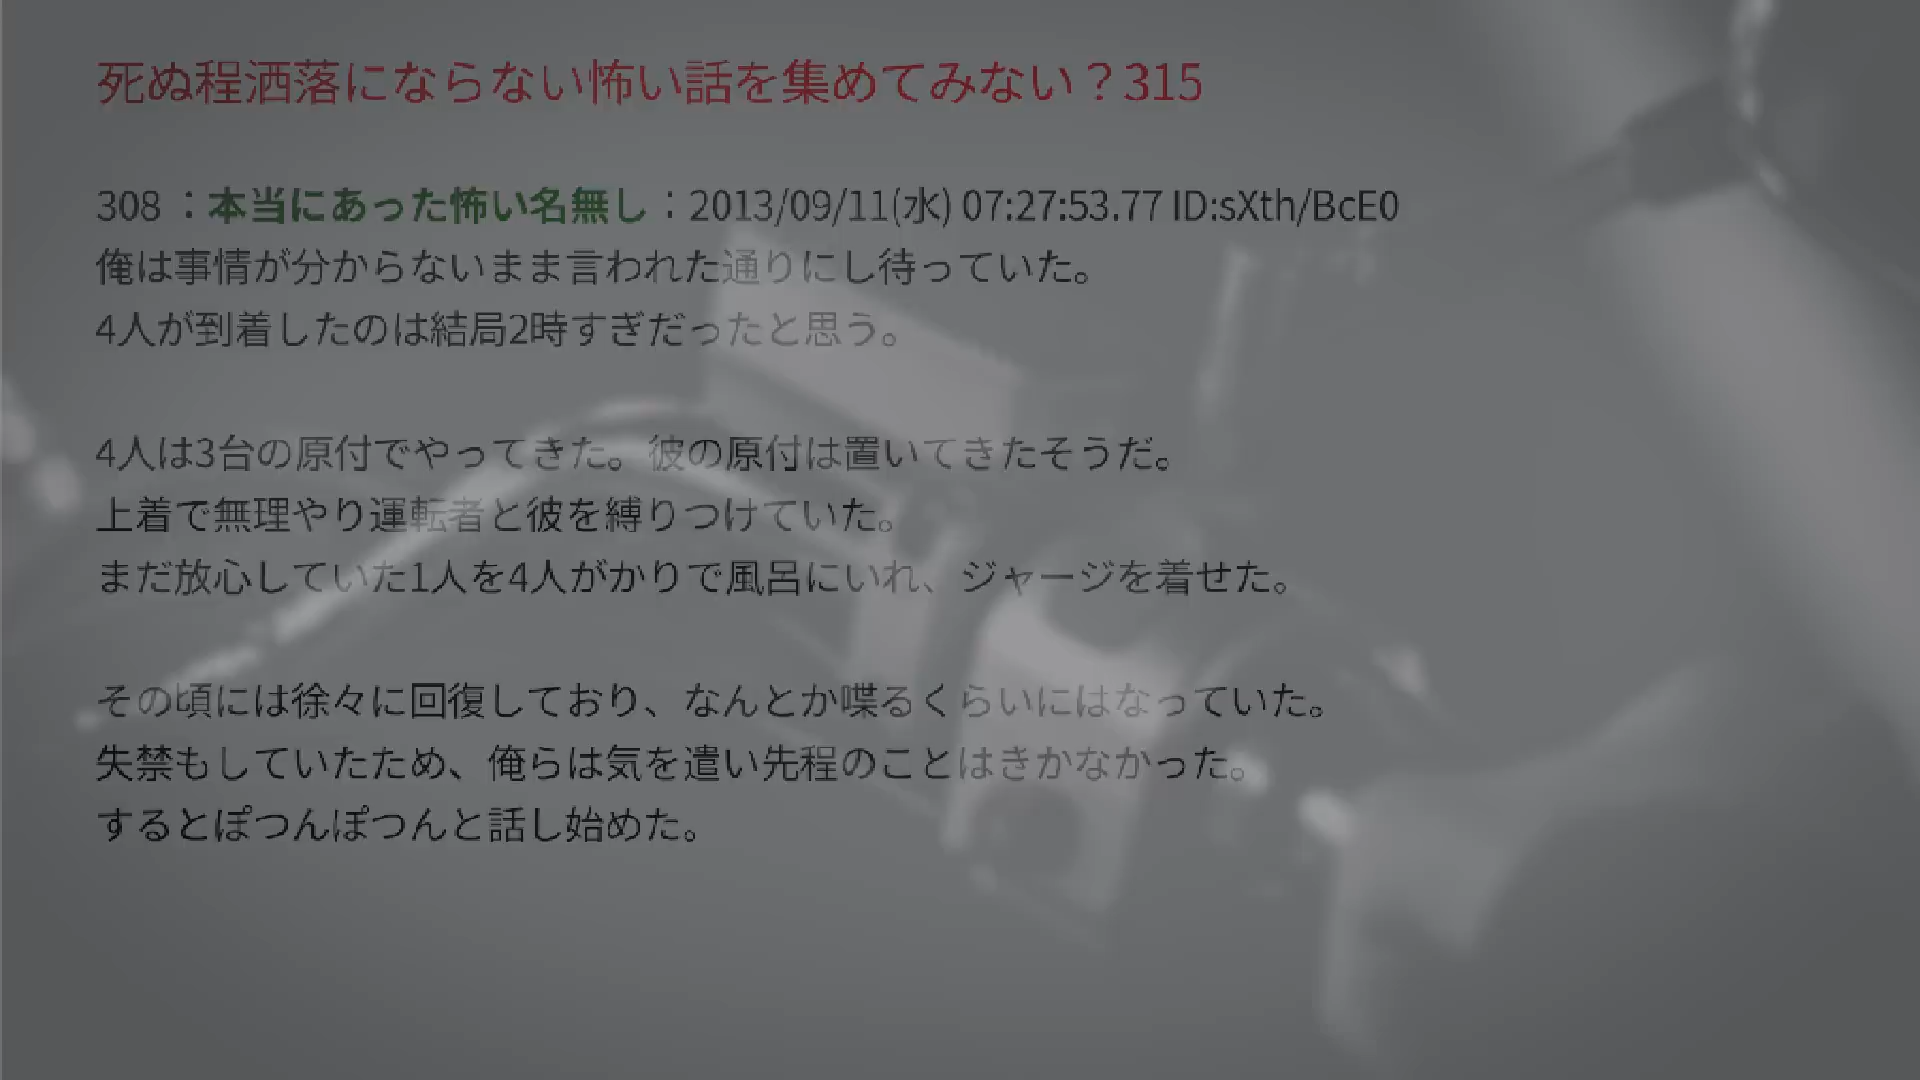 死ぬ程洒落にならない怖い話を集めてみない？315
308 ：本当にあった怖い名無し：2013/09/11(水) 07:27:53.77 ID:sXth/BcE0
俺は事情が分からないまま言われた通りにし待っていた。
4人が到着したのは結局2時すぎだったと思う。
4人は3台の原付でやってきた。彼の原付は置いてきたそうだ。
上着で無理やり運転者と彼を縛りつけていた。
まだ放心していた1人を4人がかりで風呂にいれ、ジャージを着せた。
その頃には徐々に回復しており、なんとか喋るくらいにはなっていた。
失禁もしていたため、俺らは気を遣い先程のことはきかなかった。
するとぽつんぽつんと話し始めた。